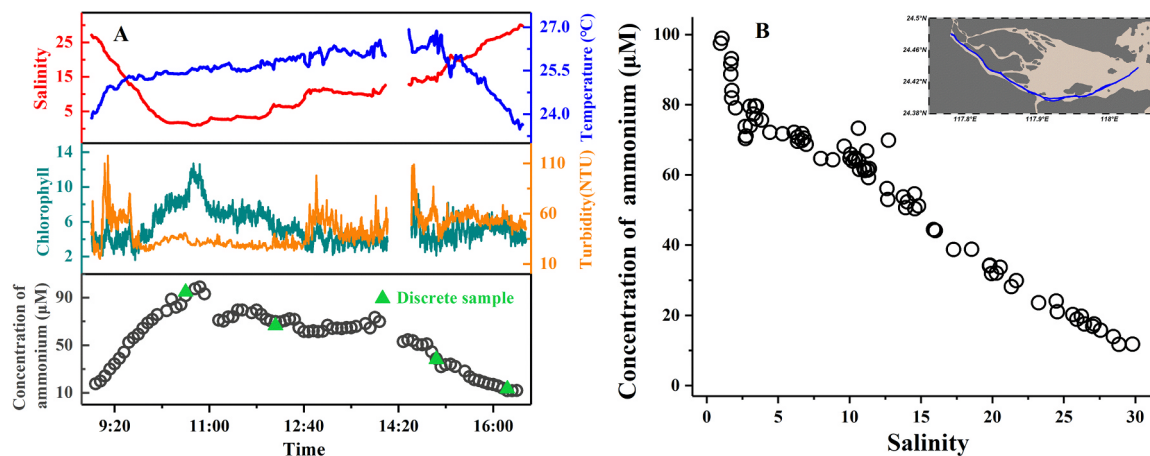 A
Salinity
25
15
5
27.0
25.5
24.0
Temperature (°C)
Chlorophyll
14
10
6
2
110
60
10
Turbidity(NTU)
Concentration of
ammonium (μM)
90
50
10
Discrete sample
9:20 11:00 12:40 14:20 16:00
Time
B
Concentration of ammonium (μM)
100
80
60
40
20
0
0 5 10 15 20 25 30
Salinity
24.5°N
24.46
24.42
24.38°N
117.8°E 117.9°E 118°E